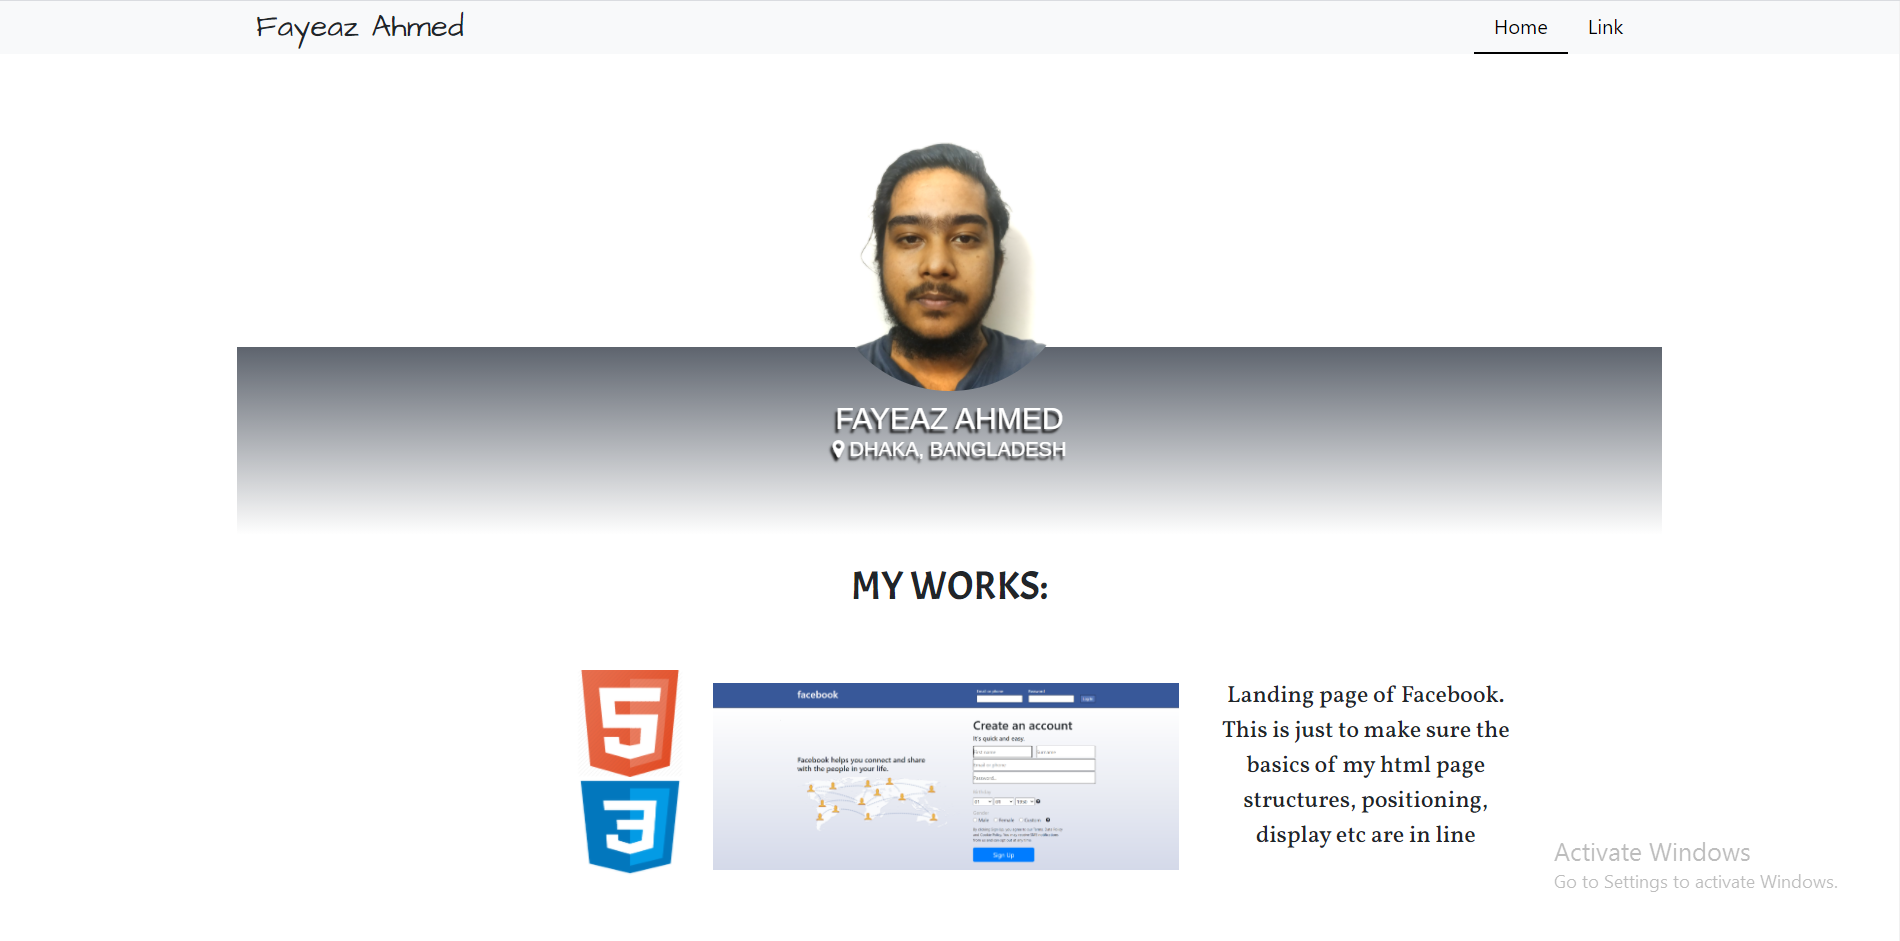 Fayeaz Ahmed
Home
Link
FAYEAZ AHMED
DHAKA, BANGLADESH
MY WORKS:
5
3
facebook
Create an account
It's quick and easy.
Facebook helps you connect and share
with the people in your life.
Sign Up
Landing page of Facebook.
This is just to make sure the
basics of my html page
structures, positioning,
display etc are in line
Activate Windows
Go to Settings to activate Windows.